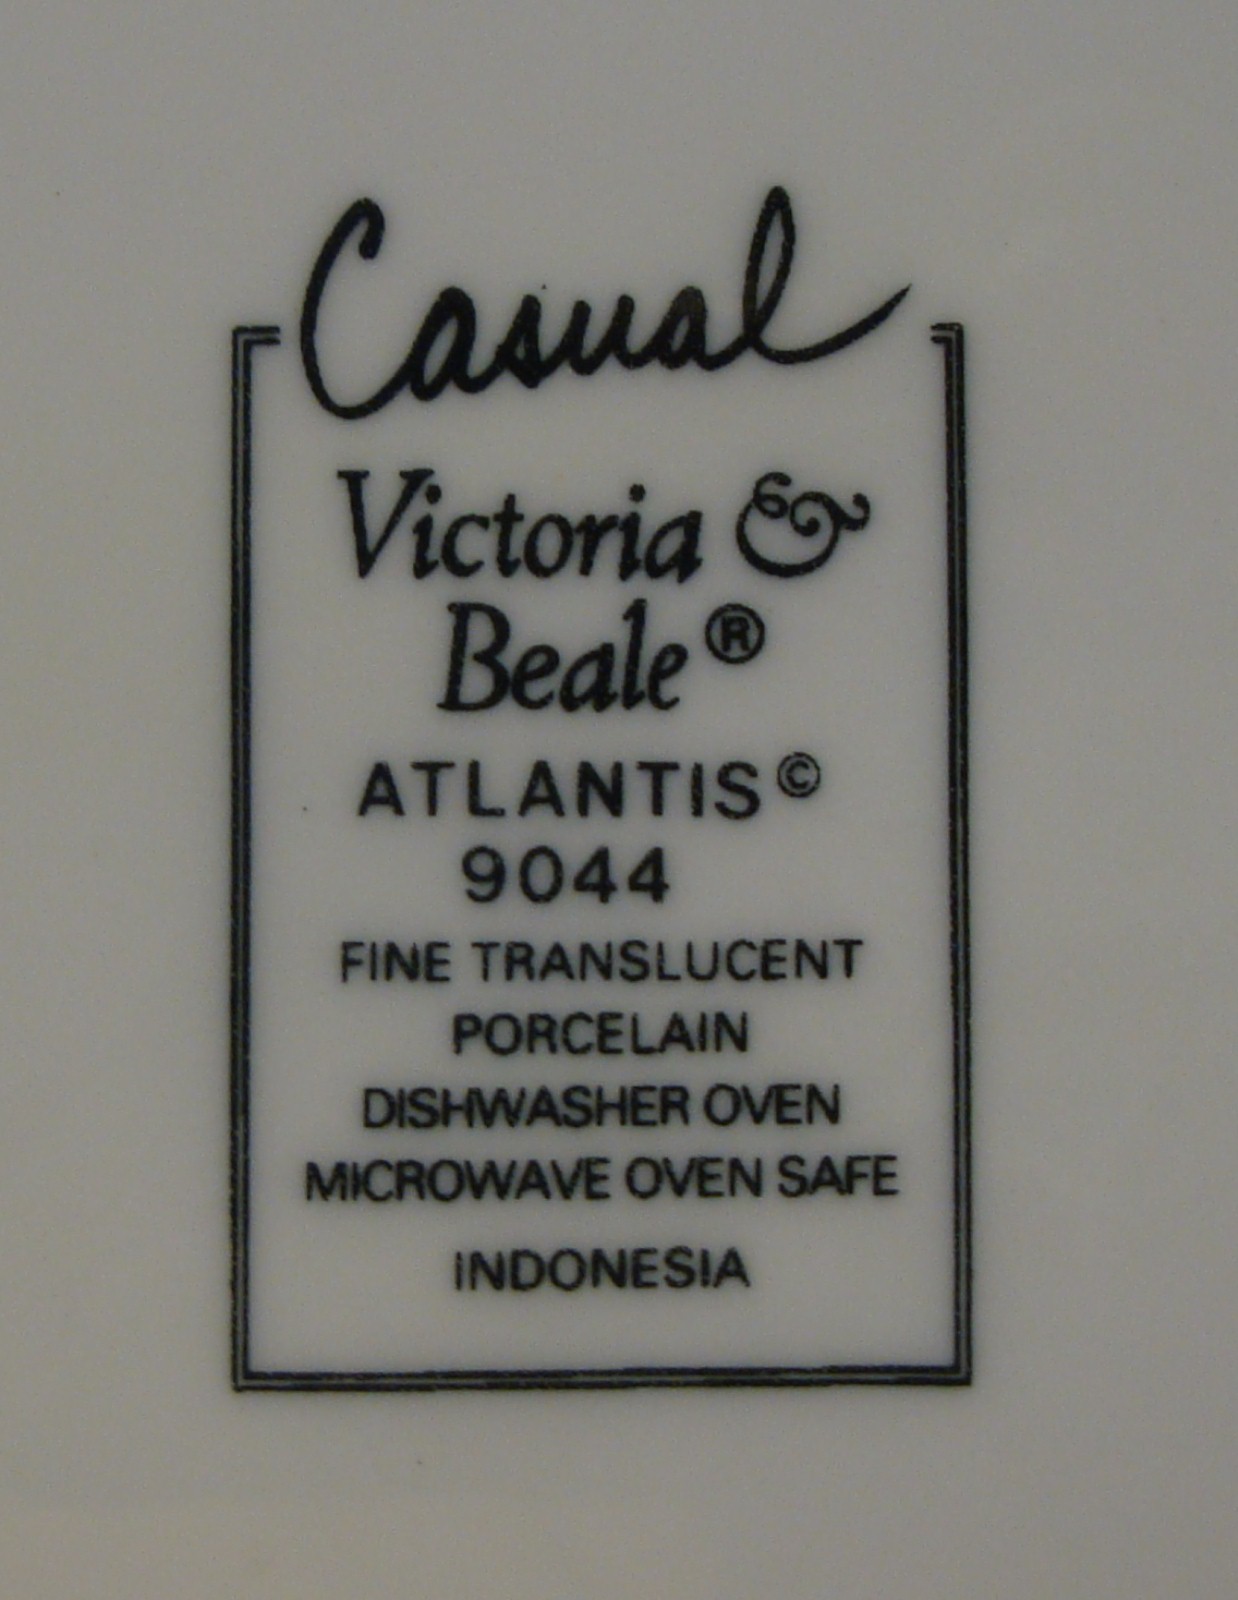 Casual
Victoria &
Beale®
ATLANTIS©
9044
FINE TRANSLUCENT
PORCELAIN
DISHWASHER OVEN
MICROWAVE OVEN SAFE
INDONESIA